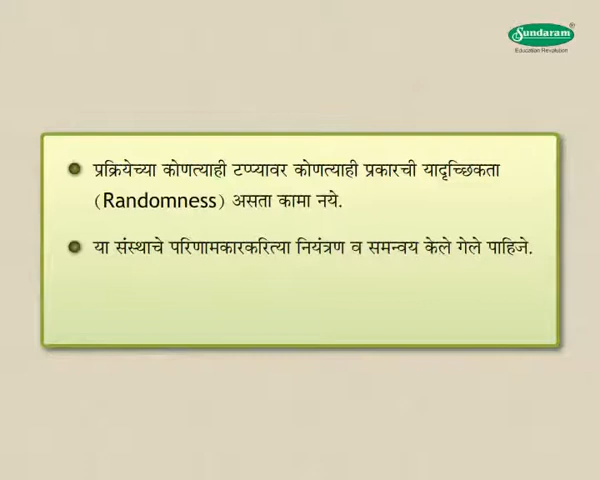 Sundaram®
Education Revolution
प्रक्रियेच्या कोणत्याही टप्प्यावर कोणत्याही प्रकारची यादृच्छिकता
(Randomness) असता कामा नये.
या संस्थाचे परिणामकारकरित्या नियंत्रण व समन्वय केले गेले पाहिजे.